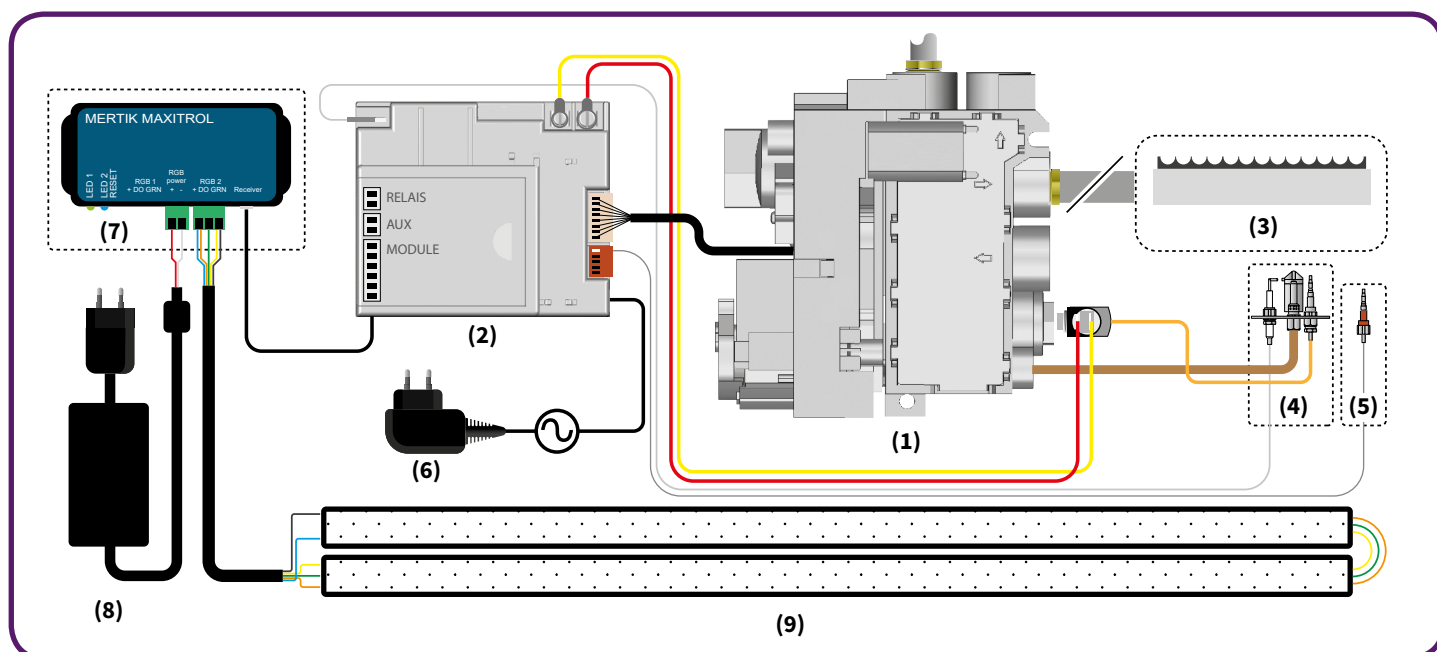 MERTIK MAXITROL
LED 1
LED 2
RESET
RGB 1
+ DO GRN
RGB
power
+ -
RGB 2
+ DO GRN
Receiver
(7)
RELAIS
AUX
MODULE
(2)
(3)
(1)
(4)
(5)
(6)
(8)
(9)